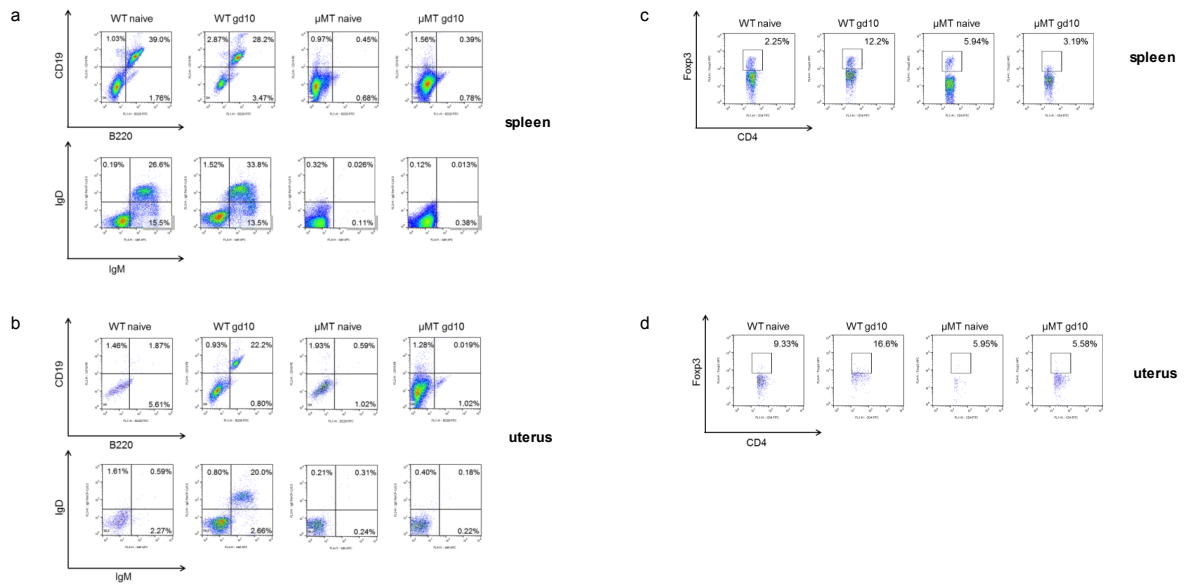 a
WT naive WT gd10 µMT naive µMT gd10
CD19
1.03% 39.0% 2.87% 28.2% 0.97% 0.45% 1.56% 0.39%
1.76% 3.47% 0.68% 0.78%
B220
spleen
IgD
0.19% 26.6% 1.52% 33.8% 0.32% 0.026% 0.12% 0.013%
15.5% 13.5% 0.11% 0.38%
IgM
b
WT naive WT gd10 µMT naive µMT gd10
CD19
1.46% 1.87% 0.93% 22.2% 1.93% 0.59% 1.28% 0.019%
5.61% 0.80% 1.02% 1.02%
B220
uterus
IgD
1.61% 0.59% 0.80% 20.0% 0.21% 0.31% 0.40% 0.18%
2.27% 2.66% 0.24% 0.22%
IgM
c
WT naive WT gd10 µMT naive µMT gd10
Foxp3
2.25% 12.2% 5.94% 3.19%
CD4
spleen
d
WT naive WT gd10 µMT naive µMT gd10
Foxp3
9.33% 16.6% 5.95% 5.58%
CD4
uterus